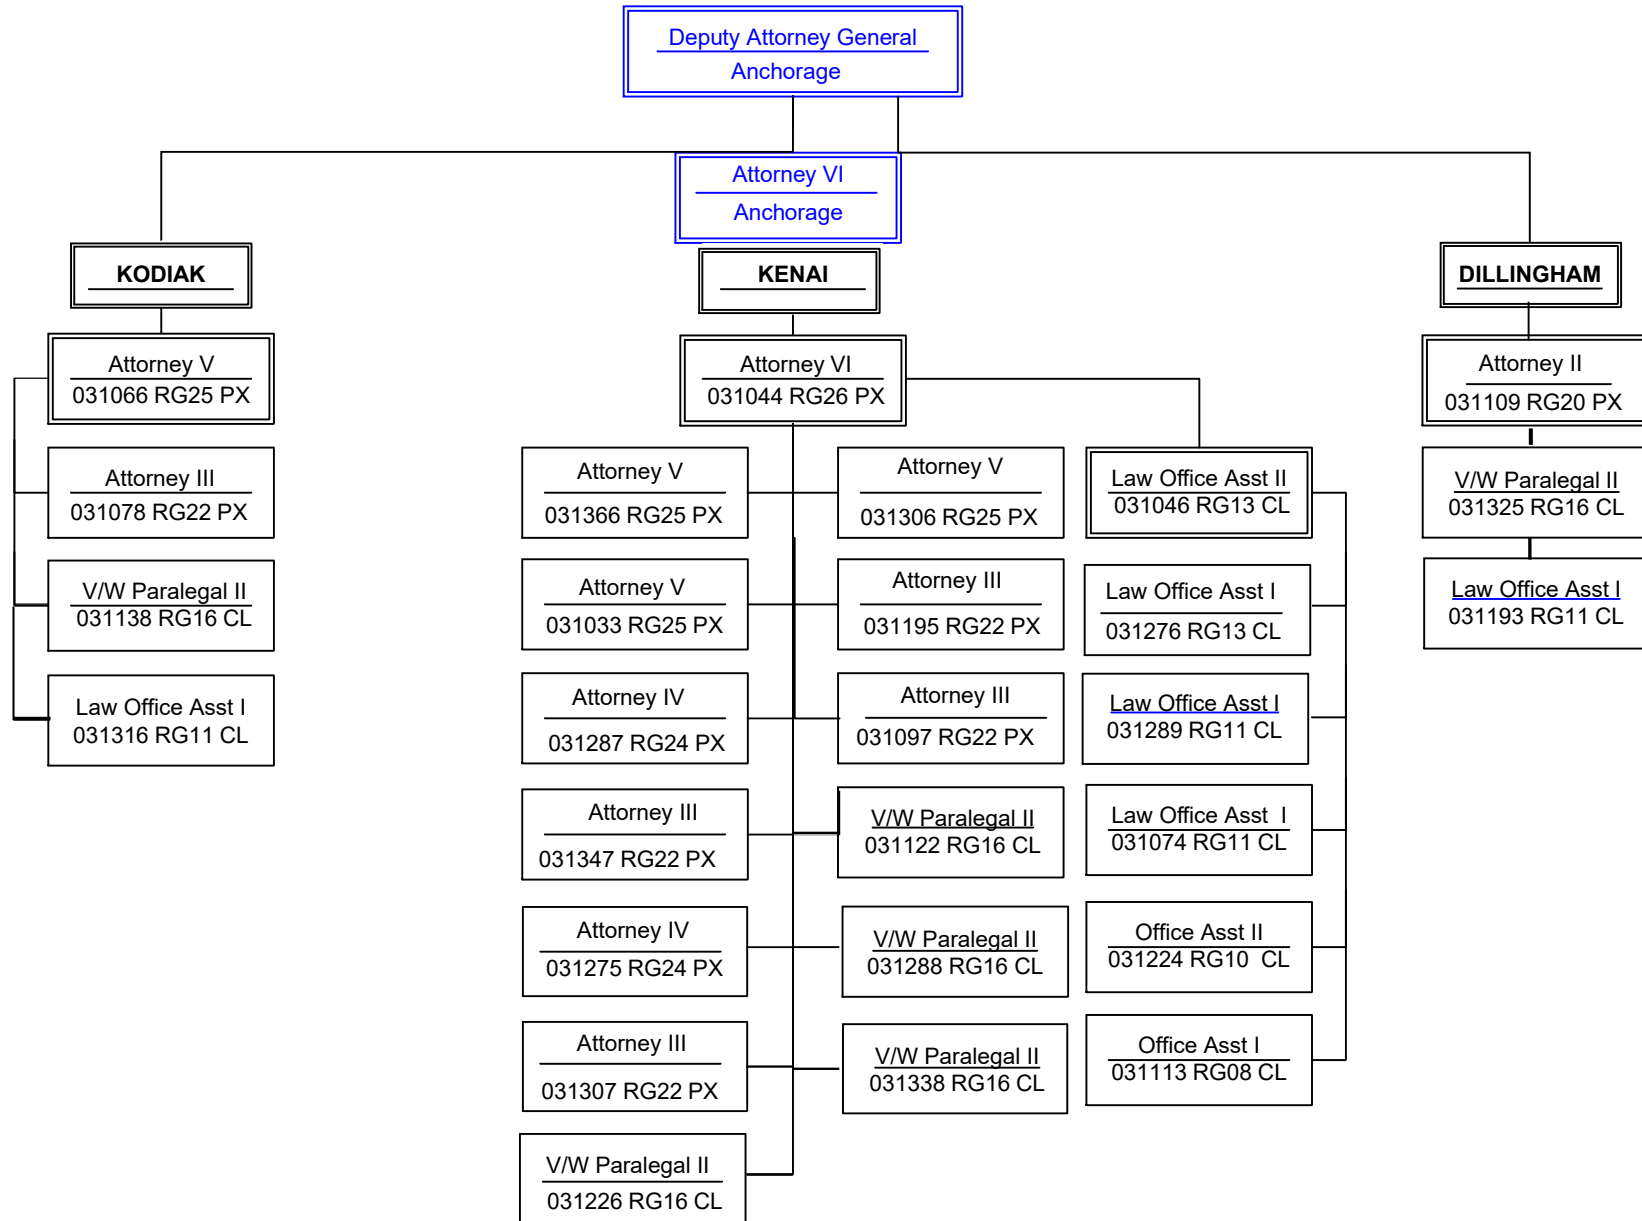 Deputy Attorney General
Anchorage
Attorney VI
Anchorage
KODIAK
Attorney V
031066 RG25 PX
Attorney III
031078 RG22 PX
V/W Paralegal II
031138 RG16 CL
Law Office Asst I
031316 RG11 CL
KENAI
Attorney VI
031044 RG26 PX
Attorney V
031366 RG25 PX
Attorney V
031033 RG25 PX
Attorney IV
031287 RG24 PX
Attorney III
031347 RG22 PX
Attorney IV
031275 RG24 PX
Attorney III
031307 RG22 PX
V/W Paralegal II
031226 RG16 CL
Attorney V
031306 RG25 PX
Attorney III
031195 RG22 PX
Attorney III
031097 RG22 PX
V/W Paralegal II
031122 RG16 CL
V/W Paralegal II
031288 RG16 CL
V/W Paralegal II
031338 RG16 CL
Law Office Asst II
031046 RG13 CL
Law Office Asst I
031276 RG13 CL
Law Office Asst I
031289 RG11 CL
Law Office Asst I
031074 RG11 CL
Office Asst II
031224 RG10 CL
Office Asst I
031113 RG08 CL
DILLINGHAM
Attorney II
031109 RG20 PX
V/W Paralegal II
031325 RG16 CL
Law Office Asst I
031193 RG11 CL